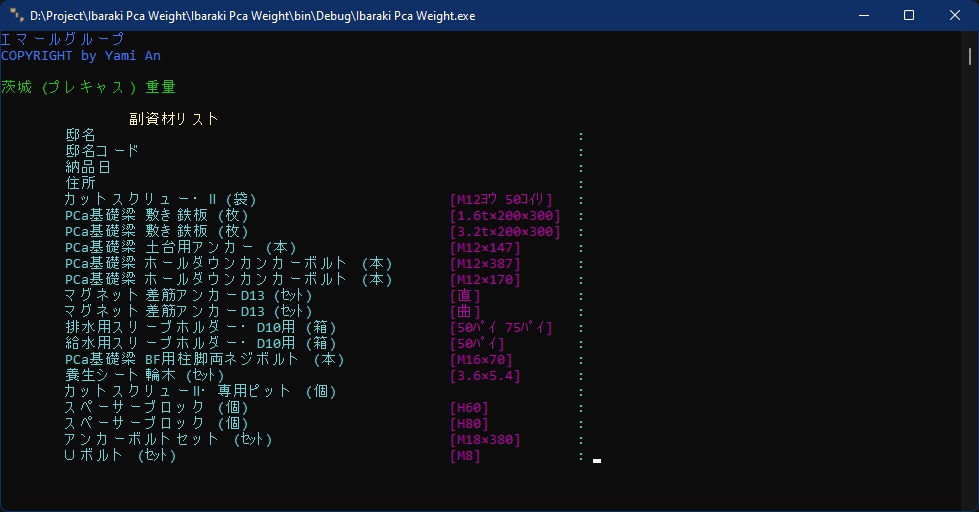 D:\Project\Ibaraki Pca Weight\Ibaraki Pca Weight\bin\Debug\Ibaraki Pca Weight.exe
エマールグループ
COPYRIGHT by Yami An
茨城 (プレキャス) 重量
副資材リスト
邸名 :
邸名コード :
納品日 :
住所 :
カットスクリュー・Ⅱ (袋) [M12ﾖｳ 50ｺｲﾘ] :
PCa基礎梁 敷き鉄板 (枚) [1.6t×200×300] :
PCa基礎梁 敷き鉄板 (枚) [3.2t×200×300] :
PCa基礎梁 土台用アンカー (本) [M12×147] :
PCa基礎梁 ホールダウンカンカーボルト (本) [M12×387] :
PCa基礎梁 ホールダウンカンカーボルト (本) [M12×170] :
マグネット差筋アンカーD13 (ｾｯﾄ) [直] :
マグネット差筋アンカーD13 (ｾｯﾄ) [曲] :
排水用スリーブホルダー・D10用 (箱) [50ﾊﾟｲ 75ﾊﾟｲ] :
給水用スリーブホルダー・D10用 (箱) [50ﾊﾟｲ] :
PCa基礎梁 BF用柱脚両ネジボルト (本) [M16×70] :
養生シート輪木 (ｾｯﾄ) [3.6×5.4] :
カットスクリューⅡ・専用ピット (個) :
スペーサーブロック (個) [H60] :
スペーサーブロック (個) [H80] :
アンカーボルトセット (ｾｯﾄ) [M18×380] :
Uボルト (ｾｯﾄ) [M8] :